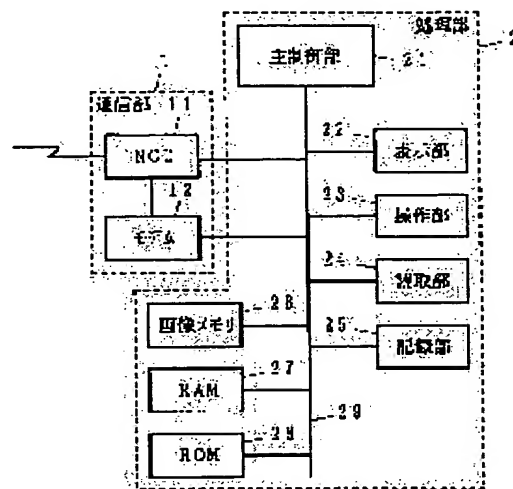 処理部
2
主制御部
21
1
通信部 11
NCU
12
モデム
22
表示部
23
操作部
24
読取部
25
記録部
26
画像メモリ
27
RAM
28
ROM
29